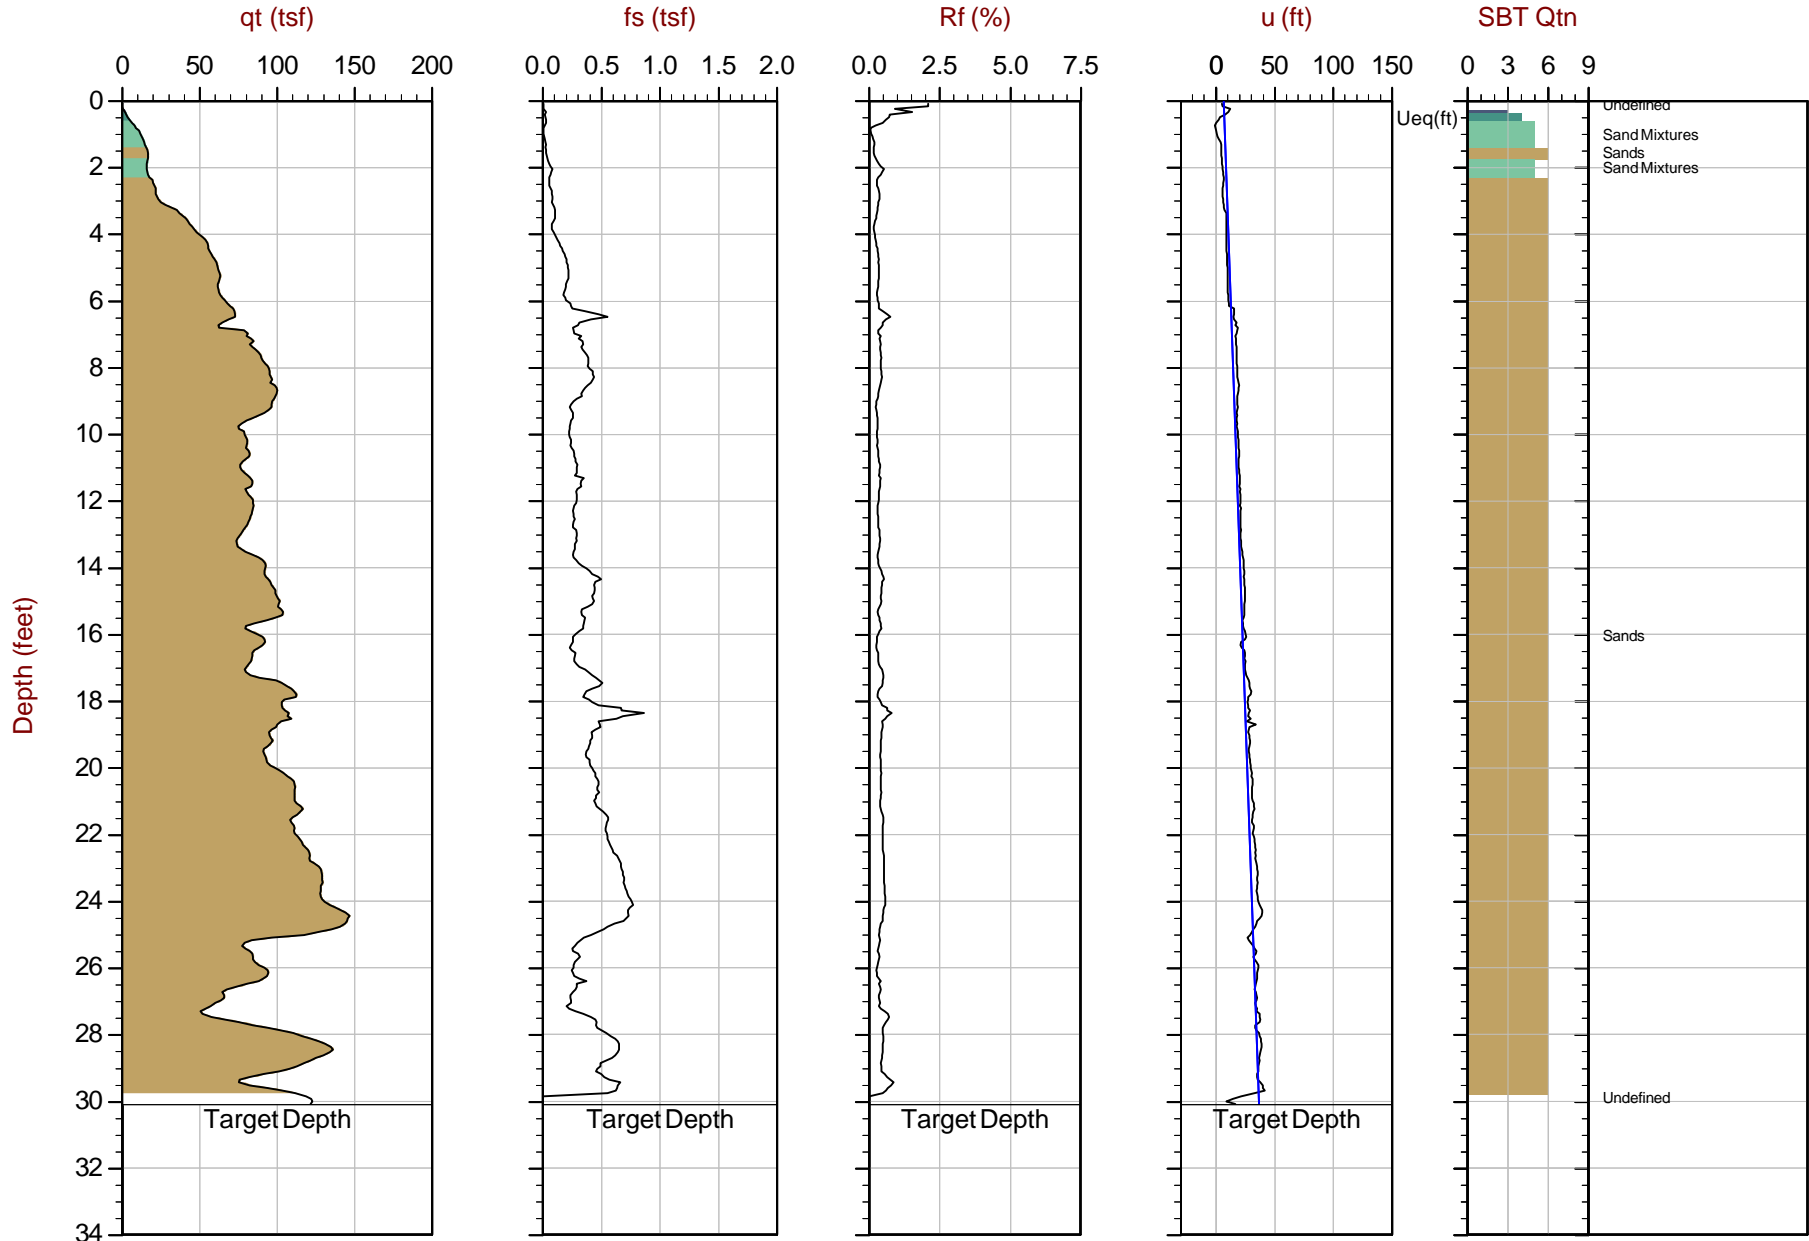 qt (tsf) fs (tsf) Rf (%) u (ft) SBT Qtn
0 50 100 150 200 0.0 0.5 1.0 1.5 2.0 0.0 2.5 5.0 7.5 0 50 100 150 0 3 6 9
0
Undefined
Ueq(ft)
Sand Mixtures
Sands
2
Sand Mixtures
4
6
8
10
12
14
16
Sands
Depth (feet)
18
20
22
24
26
28
30
Undefined
Target Depth Target Depth Target Depth Target Depth
32
34